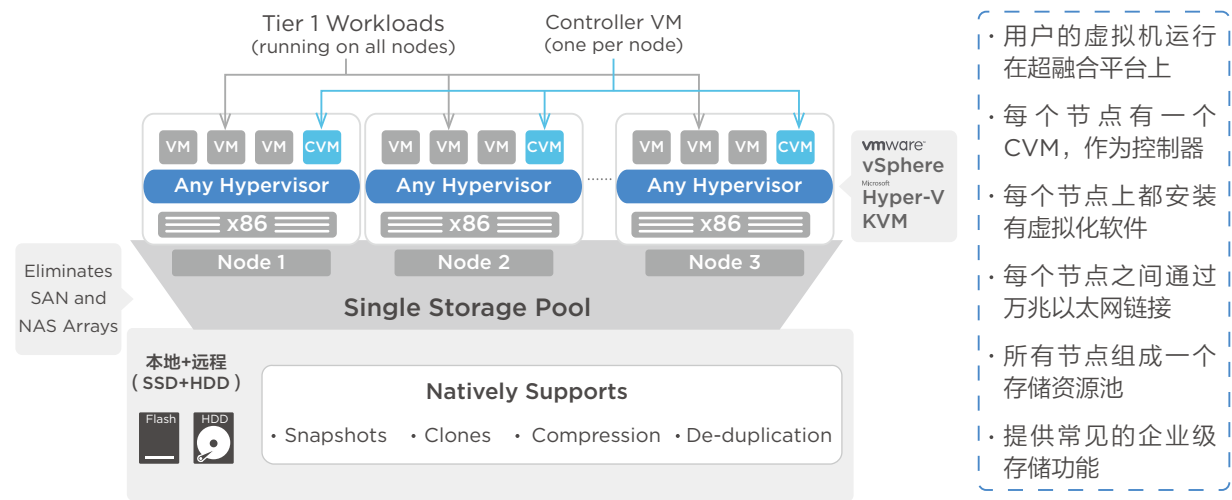 Tier 1 Workloads
(running on all nodes)
Controller VM
(one per node)
VM VM VM CVM
VM VM VM CVM
VM VM VM CVM
Any Hypervisor
Any Hypervisor
......
Any Hypervisor
x86
x86
x86
Node 1
Node 2
Node 3
vmware
vSphere
Microsoft
Hyper-V
KVM
Eliminates
SAN and
NAS Arrays
Single Storage Pool
本地+远程
(SSD+HDD)
Flash
HDD
Natively Supports
· Snapshots · Clones · Compression · De-duplication
· 用户的虚拟机运行
在超融合平台上
· 每个节点有一个
CVM，作为控制器
· 每个节点上都安装
有虚拟化软件
· 每个节点之间通过
万兆以太网链接
· 所有节点组成一个
存储资源池
· 提供常见的企业级
存储功能